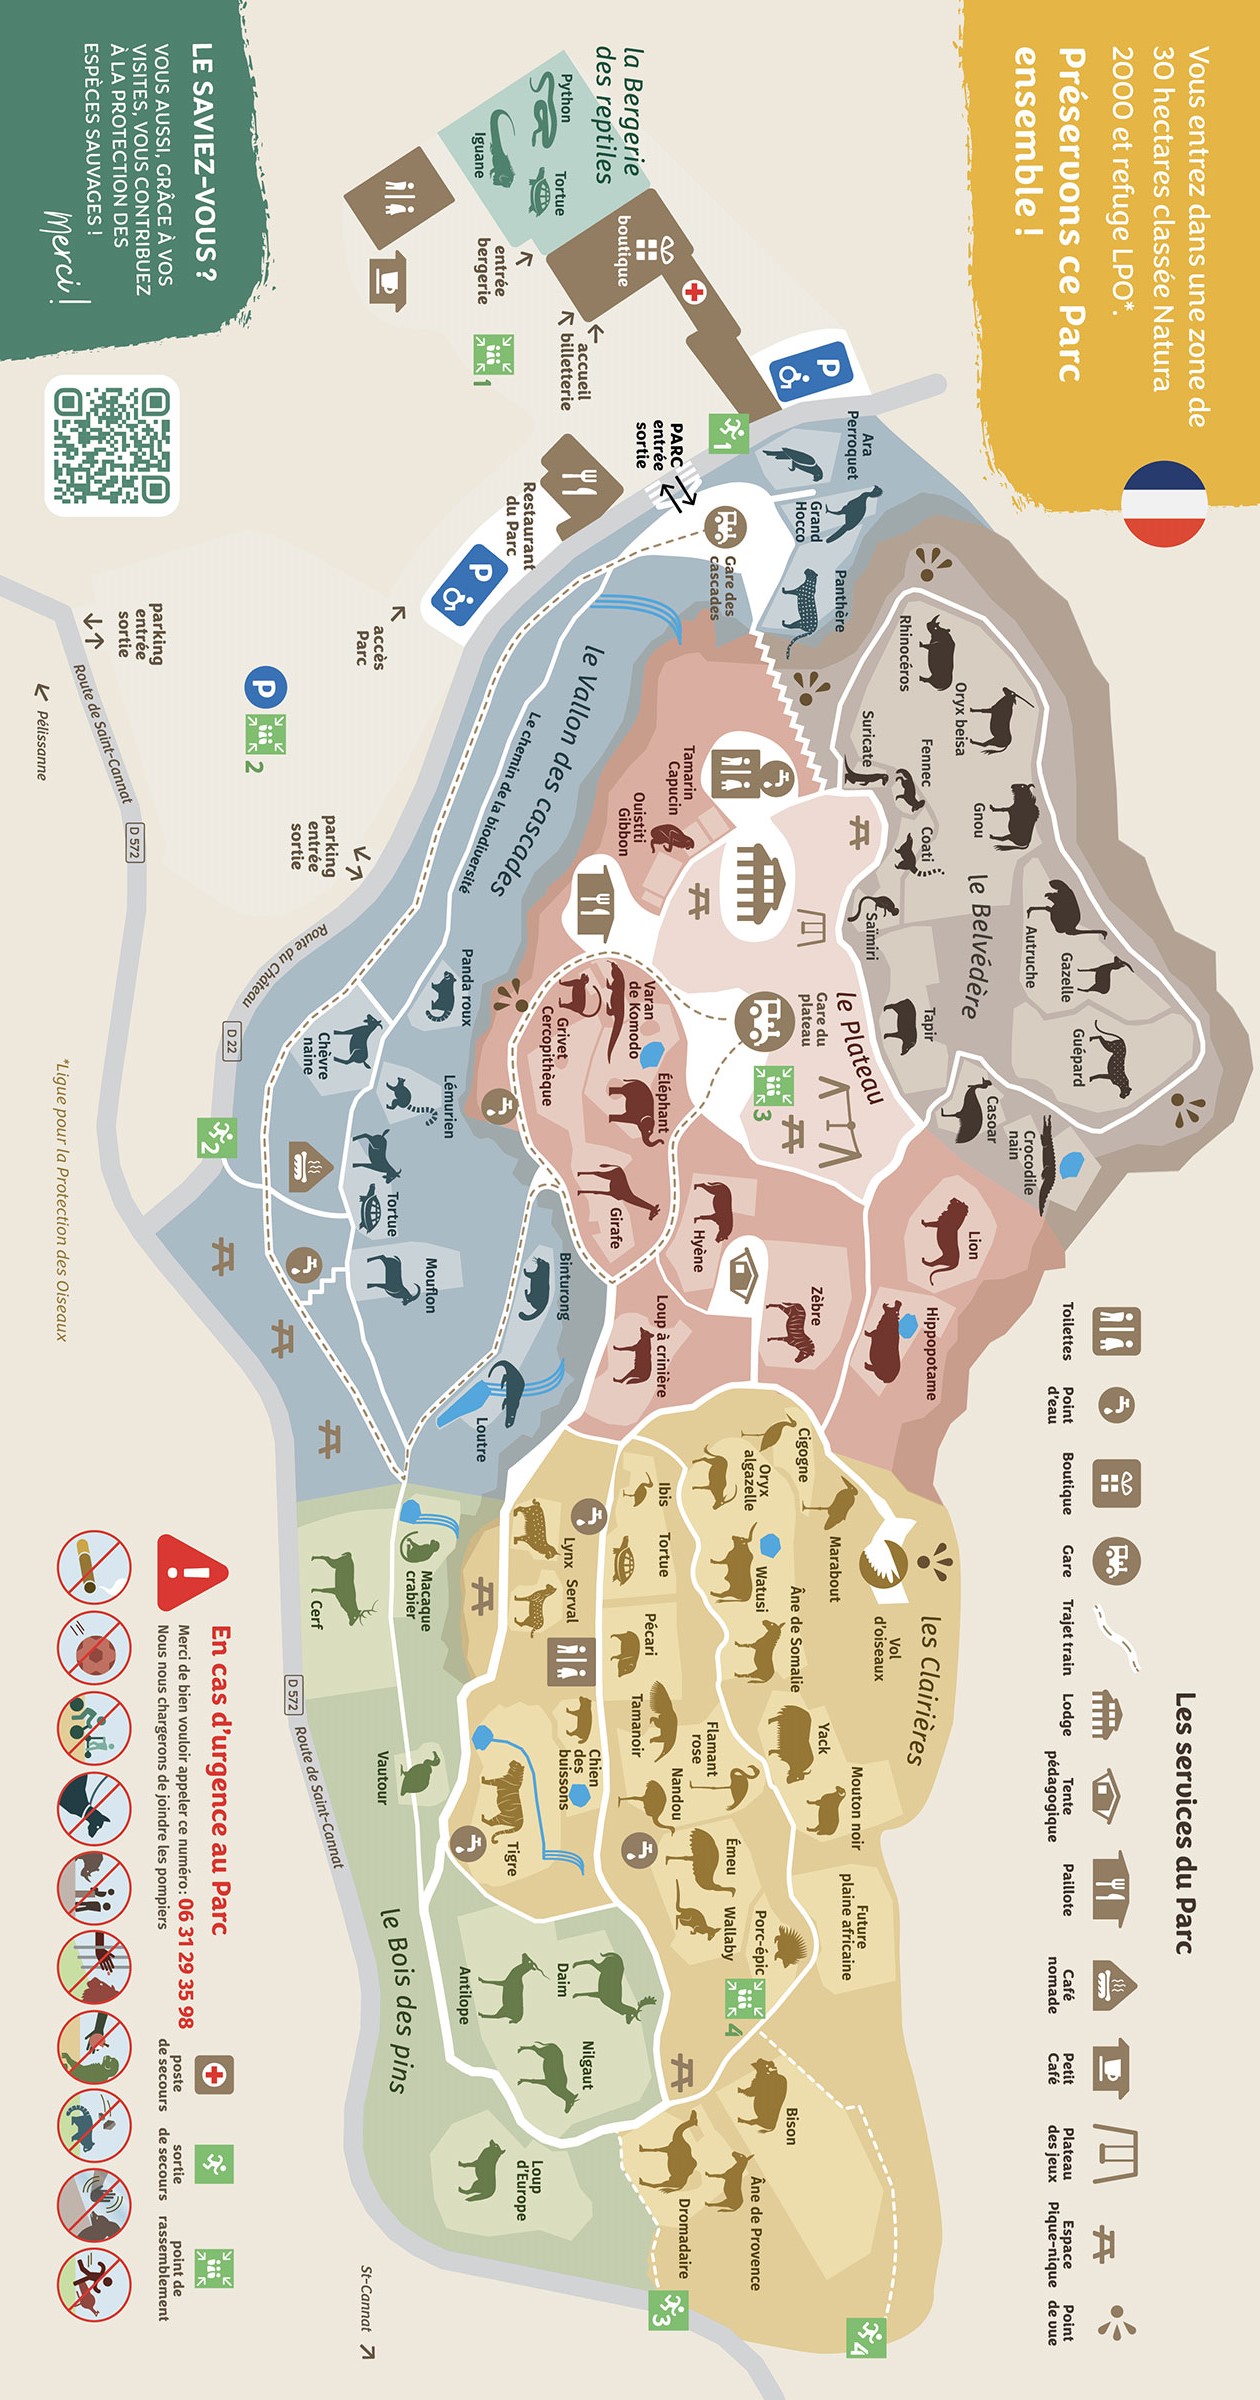 Vous entrez dans une zone de
30 hectares classée Natura
2000 et refuge LPO*.
Préservons ce Parc
ensemble !
Les services du Parc
Toilettes
Point
d'eau
Boutique
Gare
Trajet train
Lodge
Tente
pédagogique
Paillote
Café
nomade
Petit
Café
Plateau
des jeux
Espace
Pique-nique
Point
de vue
la Bergerie
des reptiles
Python
Iguane
Tortue
boutique
entrée
bergerie
accueil
billetterie
1
P
1
PARC
entrée
sortie
Restaurant
du Parc
P
accès
Parc
Gare des
cascades
Ara
Perroquet
Grand
Hocco
Panthère
le Belvédère
Rhinocéros
Oryx beisa
Gnou
Suricate
Fennec
Coati
Saïmiri
Autruche
Gazelle
Guépard
Tapir
Casoar
Crocodile
nain
le Plateau
Tamarin
Capucin
Ouistiti
Gibbon
Gare du
plateau
3
Varan
de Komodo
Grivet
Cercopithèque
Éléphant
Girafe
Hyène
Lion
Hippopotame
Zèbre
Loup à crinière
le Vallon des cascades
Le chemin de la biodiversité
Panda roux
Chèvre
naine
Lémurien
Tortue
Mouflon
Binturong
Loutre
les Clairières
Cigogne
Marabout
Vol
d'oiseaux
Oryx
algazelle
Watusi
Âne de Somalie
Ibis
Tortue
Pécari
Lynx
Serval
Tamanoir
Flamant
rose
Nandou
Yack
Mouton noir
Chien
des
buissons
Tigre
Émeu
Wallaby
Porc-épic
Future
plaine africaine
4
Bison
Âne de Provence
Dromadaire
3
4
le Bois des pins
Macaque
crabier
Cerf
Vautour
Antilope
Daim
Nilgaut
Loup
d'Europe
P
2
parking
entrée
sortie
parking
entrée
sortie
Pélissanne
Route de Saint-Cannat
D 572
Route du Château
D 22
2
D 572
Route de Saint-Cannat
St-Cannat
LE SAVIEZ-VOUS ?
VOUS AUSSI, GRÂCE À VOS
VISITES, VOUS CONTRIBUEZ
À LA PROTECTION DES
ESPÈCES SAUVAGES !
Merci !
*Ligue pour la Protection des Oiseaux
En cas d'urgence au Parc
Merci de bien vouloir appeler ce numéro : 06 31 29 35 98
Nous nous chargerons de joindre les pompiers
poste
de secours
sortie
de secours
point de
rassemblement